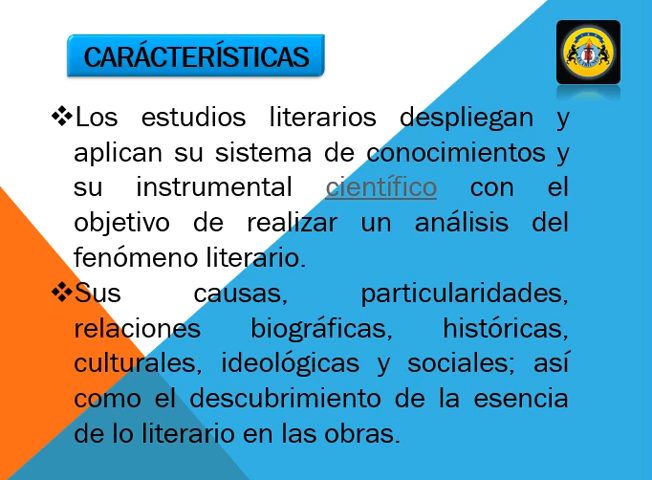 CARÁCTERÍSTICAS
❖Los estudios literarios despliegan y
aplican su sistema de conocimientos y
su instrumental científico con el
objetivo de realizar un análisis del
fenómeno literario.
❖Sus causas, particularidades,
relaciones biográficas, históricas,
culturales, ideológicas y sociales; así
como el descubrimiento de la esencia
de lo literario en las obras.